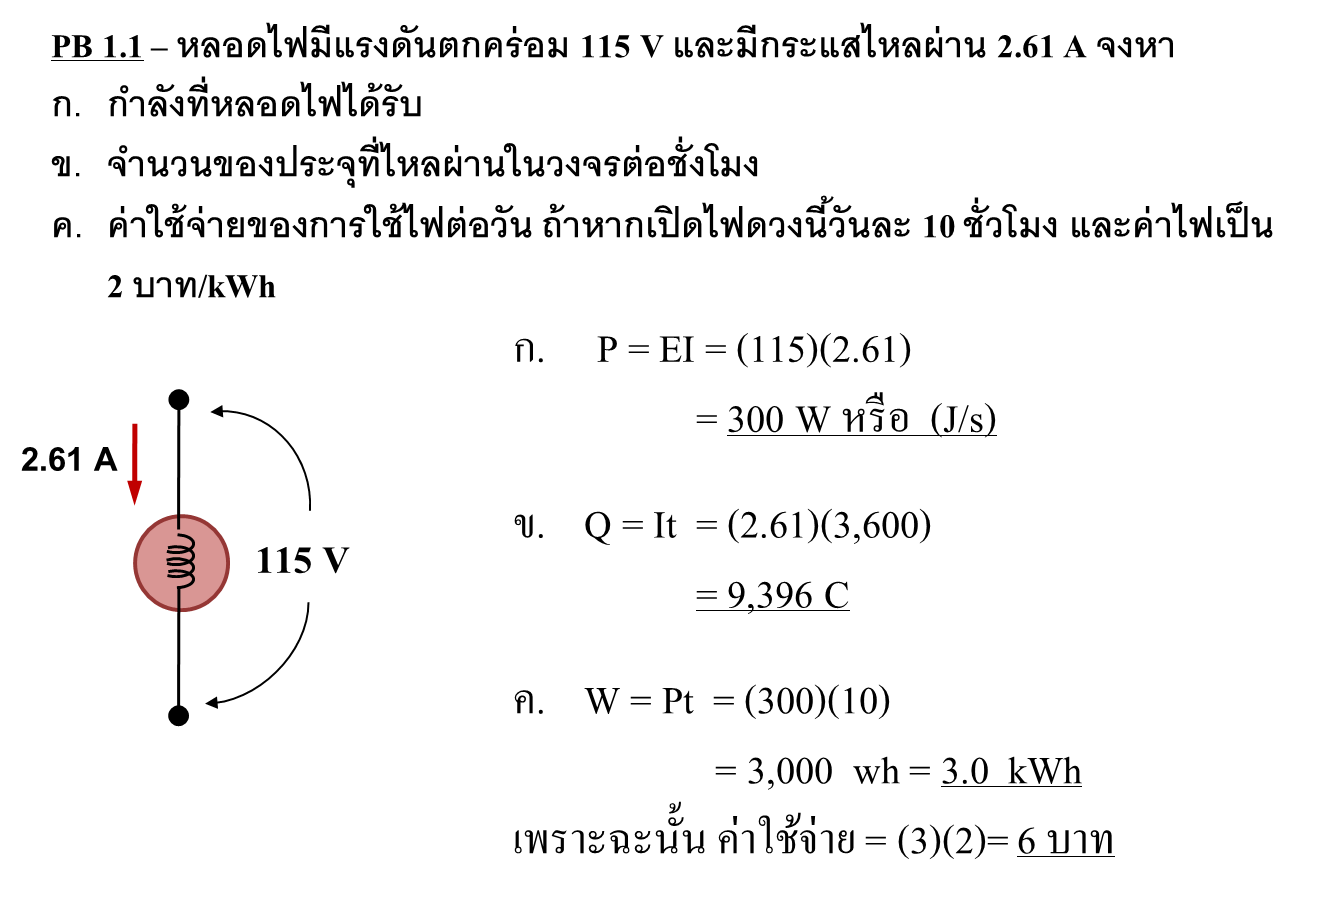 PB 1.1 – หลอดไฟมีแรงดันตกคร่อม 115 V และมีกระแสไหลผ่าน 2.61 A จงหา
ก. กำลังที่หลอดไฟได้รับ
ข. จำนวนของประจุที่ไหลผ่านในวงจรต่อชั่งโมง
ค. ค่าใช้จ่ายของการใช้ไฟต่อวัน ถ้าหากเปิดไฟดวงนี้วันละ 10 ชั่วโมง และค่าไฟเป็น
2 บาท/kWh
ก. P = EI = (115)(2.61)
= 300 W หรือ (J/s)
2.61 A
ข. Q = It = (2.61)(3,600)
115 V
= 9,396 C
ค. W = Pt = (300)(10)
= 3,000 wh = 3.0 kWh
เพราะฉะนั้น ค่าใช้จ่าย = (3)(2)= 6 บาท